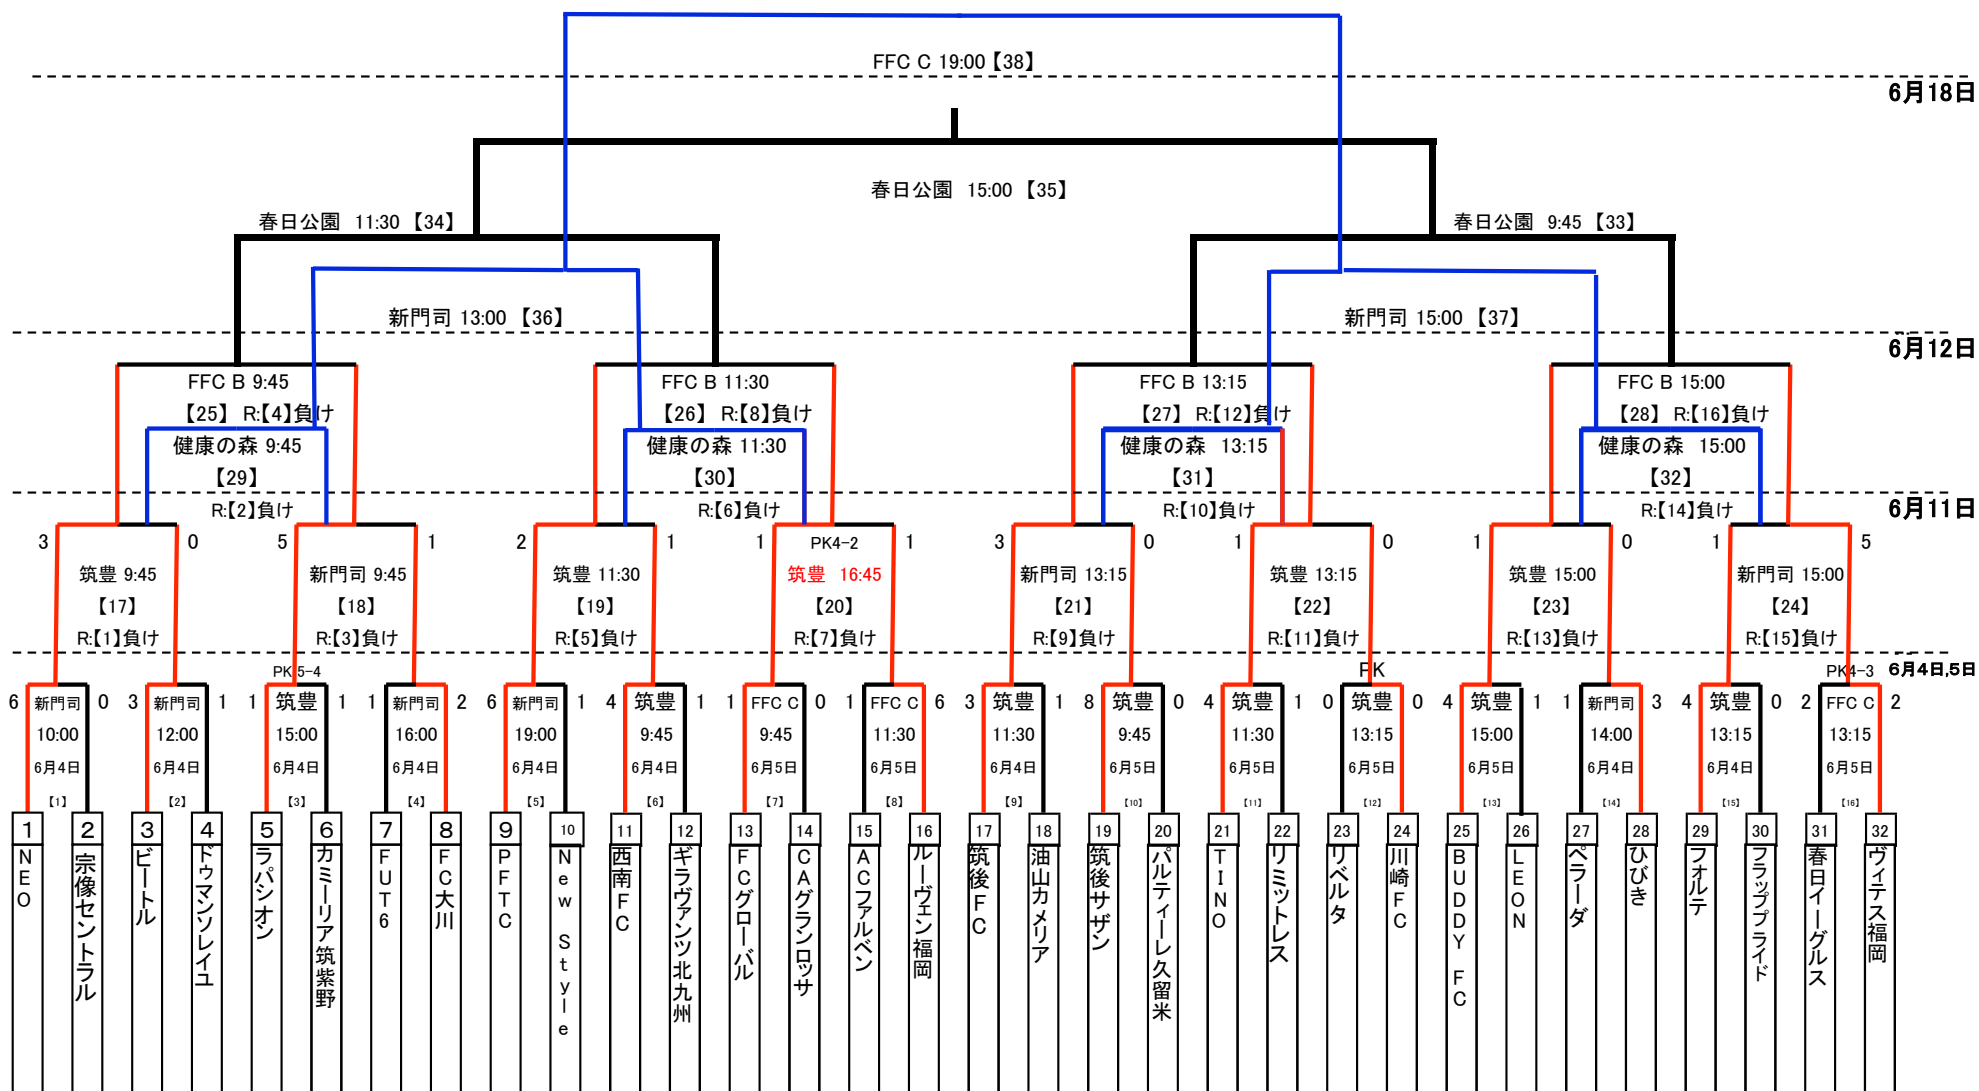 FFC C 19:00【38】
6月18日
春日公園 15:00 【35】
春日公園 11:30 【34】
春日公園 9:45 【33】
新門司 13:00 【36】
新門司 15:00 【37】
6月12日
FFC B 9:45
FFC B 11:30
FFC B 13:15
FFC B 15:00
【25】 R:【4】負け
【26】 R:【8】負け
【27】 R:【12】負け
【28】 R:【16】負け
健康の森 9:45
健康の森 11:30
健康の森 13:15
健康の森 15:00
【29】
【30】
【31】
【32】
6月11日
R:【2】負け
R:【6】負け
R:【10】負け
R:【14】負け
3 0 5 1 2 1 1 PK4-2 1 3 0 1 0 1 0 1 5
筑豊 9:45
新門司 9:45
筑豊 11:30
筑豊 16:45
新門司 13:15
筑豊 13:15
筑豊 15:00
新門司 15:00
【17】
【18】
【19】
【20】
【21】
【22】
【23】
【24】
R:【1】負け
R:【3】負け
R:【5】負け
R:【7】負け
R:【9】負け
R:【11】負け
R:【13】負け
R:【15】負け
6月4日,5日
PK 5-4
PK
PK4-3
6 新門司 0 3 新門司 1 1 筑豊 1 1 新門司 2 6 新門司 1 4 筑豊 1 1 FFC C 0 1 FFC C 6 3 筑豊 1 8 筑豊 0 4 筑豊 1 0 筑豊 0 4 筑豊 1 1 新門司 3 4 筑豊 0 2 FFC C 2
10:00 12:00 15:00 16:00 19:00 9:45 9:45 11:30 11:30 9:45 11:30 13:15 15:00 14:00 13:15 13:15
6月4日 6月4日 6月4日 6月4日 6月4日 6月4日 6月5日 6月5日 6月4日 6月5日 6月5日 6月5日 6月5日 6月4日 6月4日 6月5日
【1】 【2】 【3】 【4】 【5】 【6】 【7】 【8】 【9】 【10】 【11】 【12】 【13】 【14】 【15】 【16】
1 2 3 4 5 6 7 8 9 10 11 12 13 14 15 16 17 18 19 20 21 22 23 24 25 26 27 28 29 30 31 32
NEO
宗像セントラル
ビートル
ドゥマンソレイユ
ラパシオン
カミーリア筑紫野
FUT6
FC大川
PFTC
New Style
西南FC
ギラヴァンツ北九州
FCグローバル
CAグランロッサ
ACファルベン
ルーヴェン福岡
筑後FC
油山カメリア
筑後サザン
パルティーレ久留米
TINO
リミットレス
リベルタ
川崎FC
BUDDY FC
LEON
ペラーダ
ひびき
フォルテ
フラッププライド
春日イーグルス
ヴィテス福岡